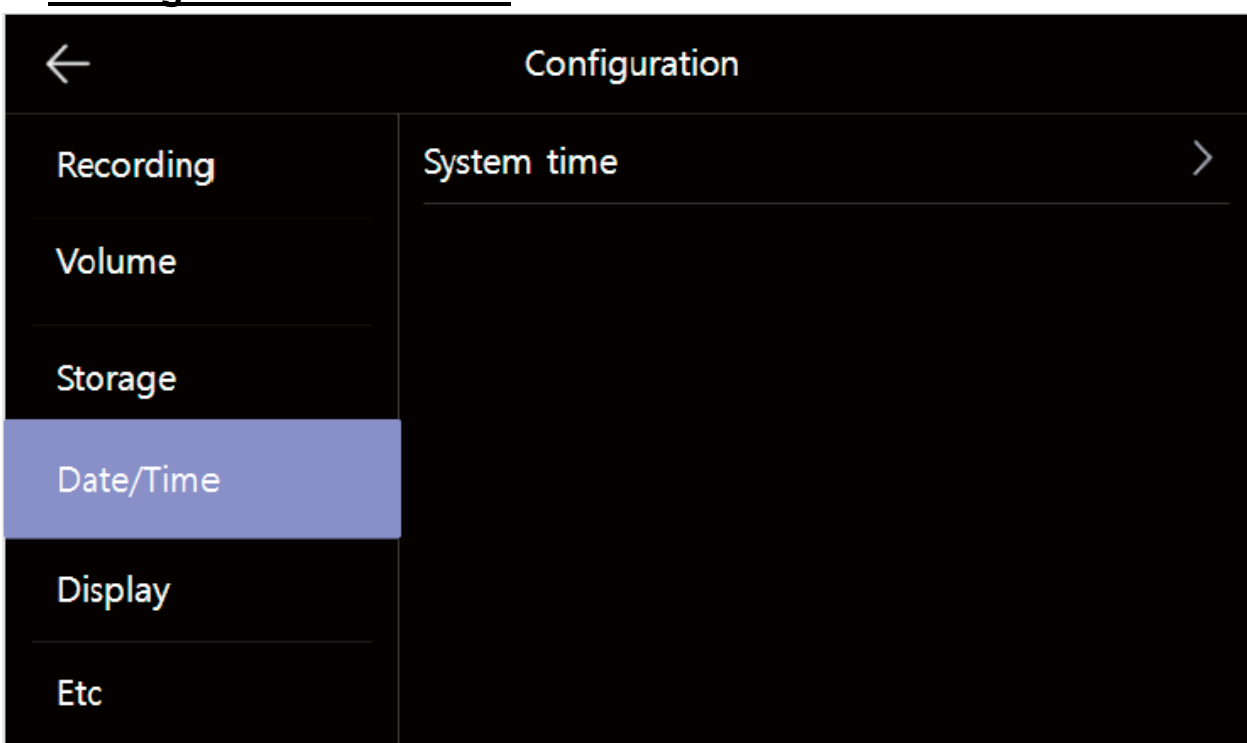 Configuration
Recording
System time
Volume
Storage
Date/Time
Display
Etc